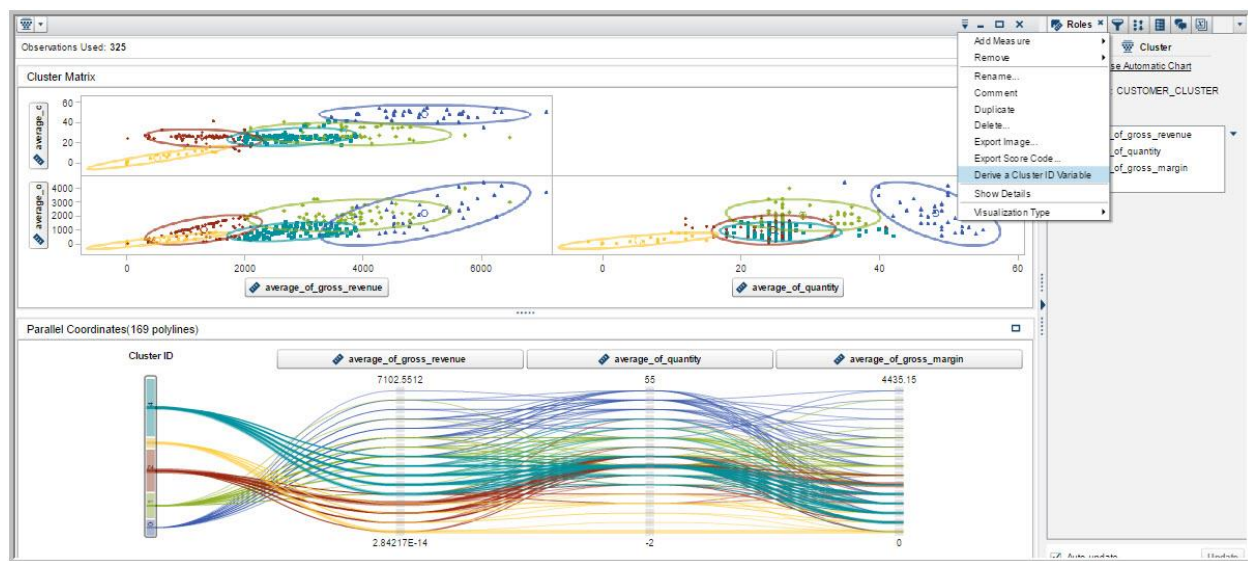 Roles
Observations Used: 325
Add Measure
Remove
Rename...
Comment
Duplicate
Delete...
Export Image...
Export Score Code...
Derive a Cluster ID Variable
Show Details
Visualization Type
Cluster
se Automatic Chart
: CUSTOMER_CLUSTER
_of_gross_revenue
_of_quantity
_of_gross_margin
Cluster Matrix
average_c
60
40
20
0
average_o
4000
3000
2000
1000
0
0 2000 4000 6000 0 20 40 60
average_of_gross_revenue average_of_quantity
Parallel Coordinates(169 polylines)
Cluster ID average_of_gross_revenue average_of_quantity average_of_gross_margin
7102.5512 55 4435.15
2.84217E-14 -2 0
Auto-update Update